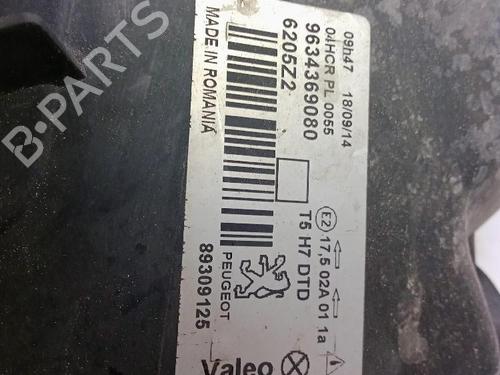 09h47 18/09/14
04HCR PL 0055
9634369080
6205Z2
MADE IN ROMANIA
E2 17,5 02A 01 1a
T5 H7 DTD
PEUGEOT
89309125
Valeo
B-PARTS